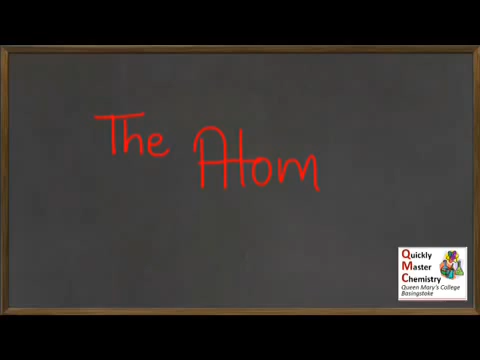 The Atom
Quickly
Master
Chemistry
Queen Mary's College
Basingstoke